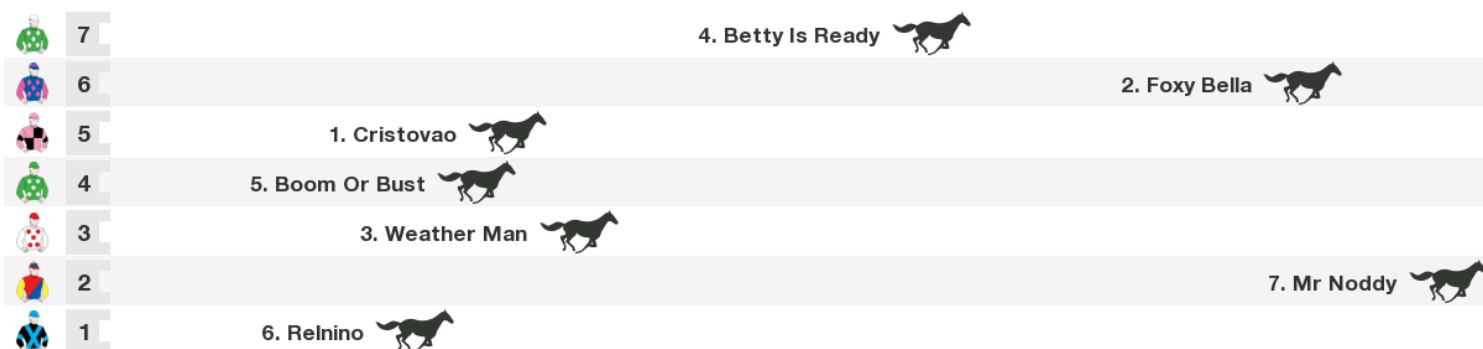 7 4. Betty Is Ready
6 2. Foxy Bella
5 1. Cristovao
4 5. Boom Or Bust
3 3. Weather Man
2 7. Mr Noddy
1 6. Relnino